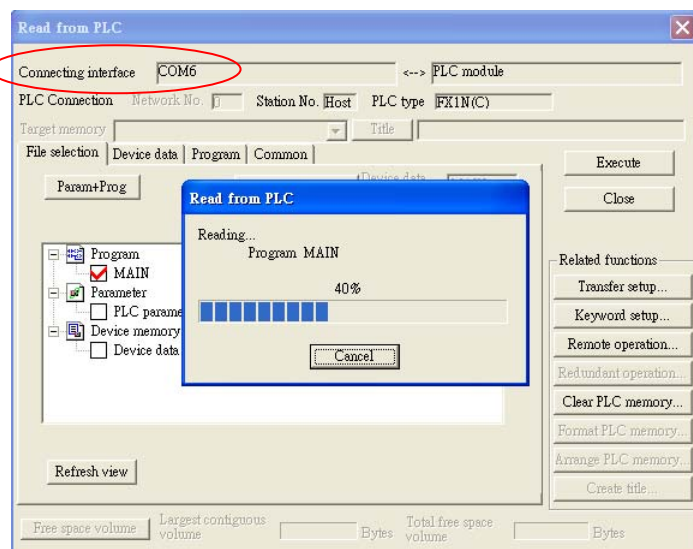 Read from PLC
Connecting interface COM6 <--> PLC module
PLC Connection Network No. 0 Station No. Host PLC type FX1N(C)
Target memory Title
File selection Device data Program Common
Param+Prog
Execute
Close
Read from PLC
Reading...
Program MAIN
40%
Cancel
Program
MAIN
Parameter
PLC parame
Device memory
Device data
Refresh view
Related functions
Transfer setup...
Keyword setup...
Remote operation...
Redundant operation...
Clear PLC memory...
Format PLC memory...
Arrange PLC memory...
Create title...
Free space volume
Largest contiguous
volume
Bytes
Total free space
volume
Bytes